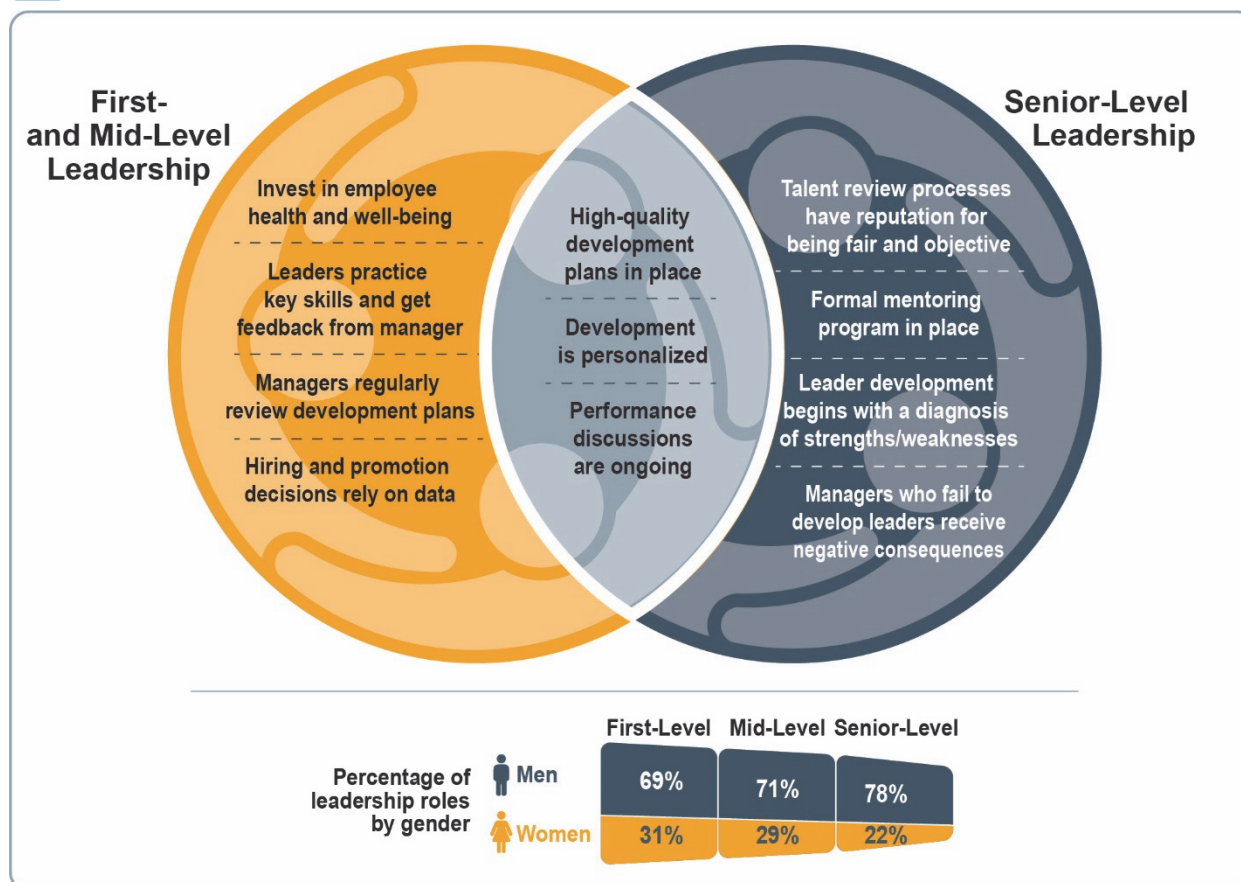 First-
and Mid-Level
Leadership
Invest in employee
health and well-being
Leaders practice
key skills and get
feedback from manager
Managers regularly
review development plans
Hiring and promotion
decisions rely on data
High-quality
development
plans in place
Development
is personalized
Performance
discussions
are ongoing
Senior-Level
Leadership
Talent review processes
have reputation for
being fair and objective
Formal mentoring
program in place
Leader development
begins with a diagnosis
of strengths/weaknesses
Managers who fail to
develop leaders receive
negative consequences
Percentage of
leadership roles
by gender
First-Level Mid-Level Senior-Level
Men 69% 71% 78%
Women 31% 29% 22%